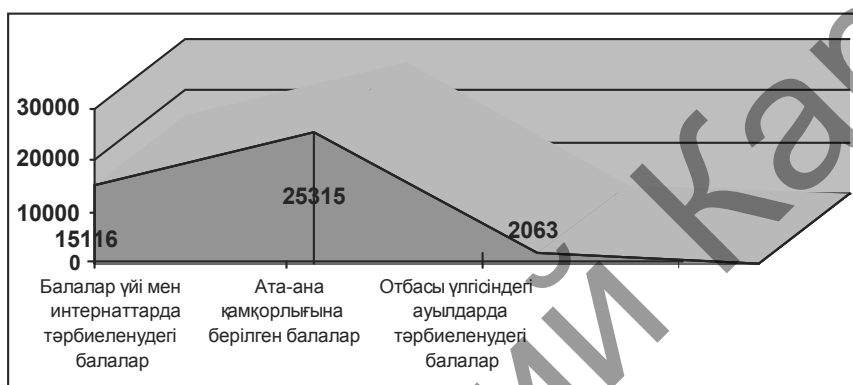 30000
20000
10000
0
15116
25315
2063
Балалар үйі мен
интернаттарда
тәрбиеленудегі
балалар
Ата-ана
қамқорлығына
берілген балалар
Отбасы үлгісіндегі
ауылдарда
тәрбиеленудегі
балалар